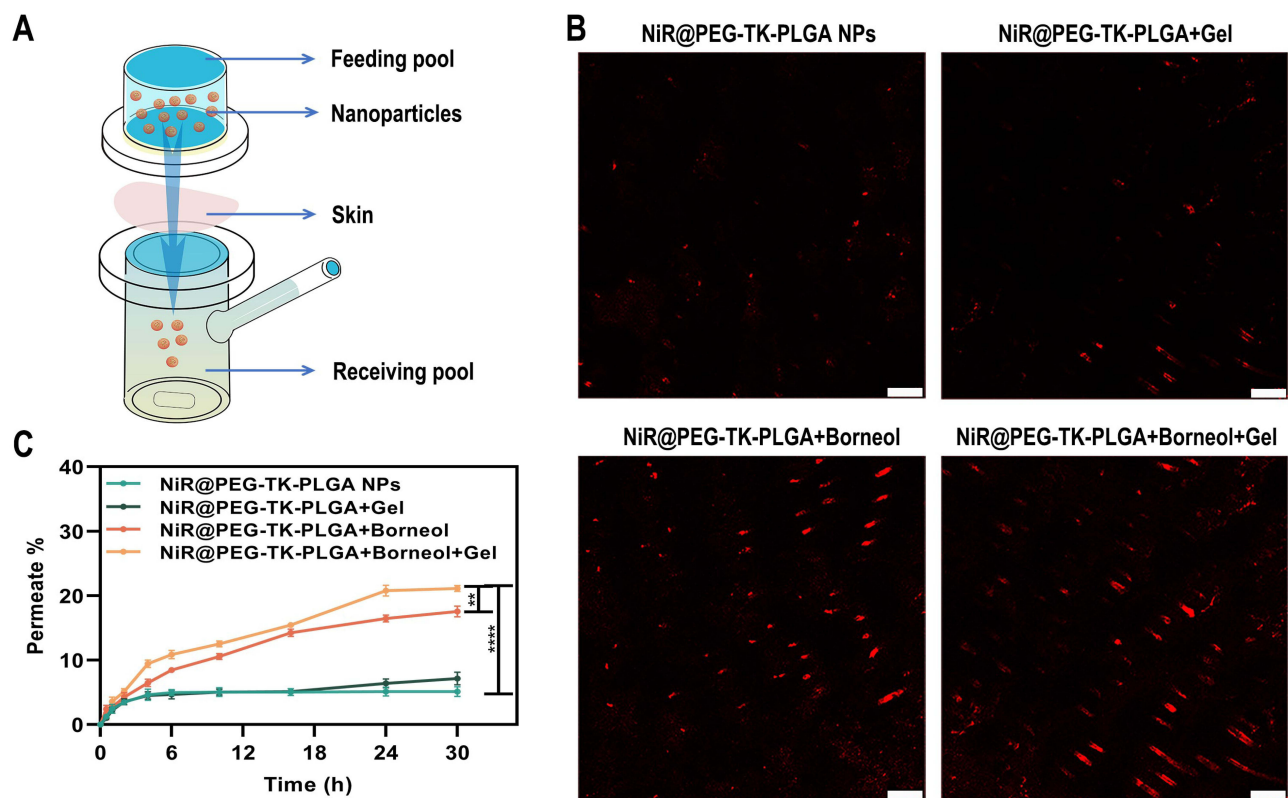 A
Feeding pool
Nanoparticles
Skin
Receiving pool
B
NiR@PEG-TK-PLGA NPs
NiR@PEG-TK-PLGA+Gel
NiR@PEG-TK-PLGA+Borneol
NiR@PEG-TK-PLGA+Borneol+Gel
C
NiR@PEG-TK-PLGA NPs
NiR@PEG-TK-PLGA+Gel
NiR@PEG-TK-PLGA+Borneol
NiR@PEG-TK-PLGA+Borneol+Gel
Permeate %
40
30
20
10
0
**
****
0 6 12 18 24 30
Time (h)